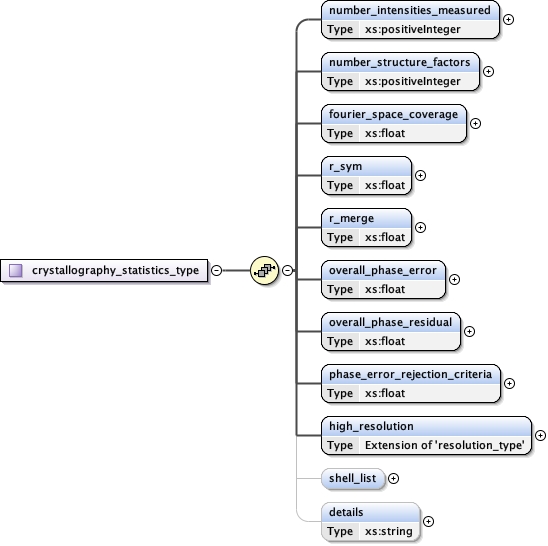 number_intensities_measured
Type xs:positiveInteger
number_structure_factors
Type xs:positiveInteger
fourier_space_coverage
Type xs:float
r_sym
Type xs:float
r_merge
Type xs:float
crystallography_statistics_type
overall_phase_error
Type xs:float
overall_phase_residual
Type xs:float
phase_error_rejection_criteria
Type xs:float
high_resolution
Type Extension of 'resolution_type'
shell_list
details
Type xs:string